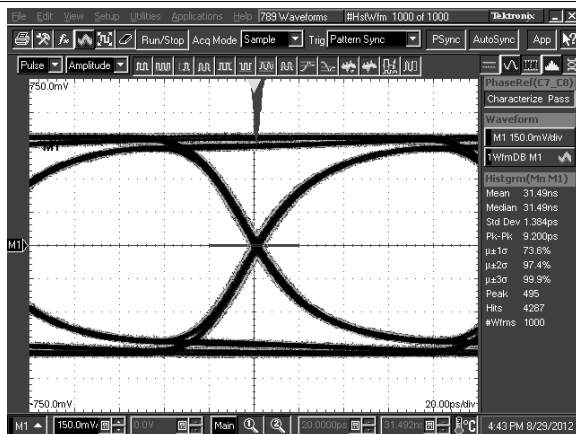 File Edit View Setup Utilities Applications Help 789 Waveforms #HstWfm 1000 of 1000 Tektronix
Run/Stop Acq Mode Sample Trig Pattern Sync PSync AutoSync App
Pulse Amplitude
750.0mV
M1
M1
-750.0mV
20.00ps/div
PhaseRef(C7_C8)
Characterize Pass
Waveform
M1 150.0mV/div
1WfmDB M1
Histgrm(Mn M1)
Mean 31.49ns
Median 31.49ns
Std Dev 1.384ps
Pk-Pk 9.200ps
µ±1σ 73.6%
µ±2σ 97.4%
µ±3σ 99.9%
Peak 495
Hits 4287
#Wfms 1000
M1 150.0mV/ 0.0V Main 1 2 20.0000ps 31.492ns °C 4:43 PM 8/29/2012